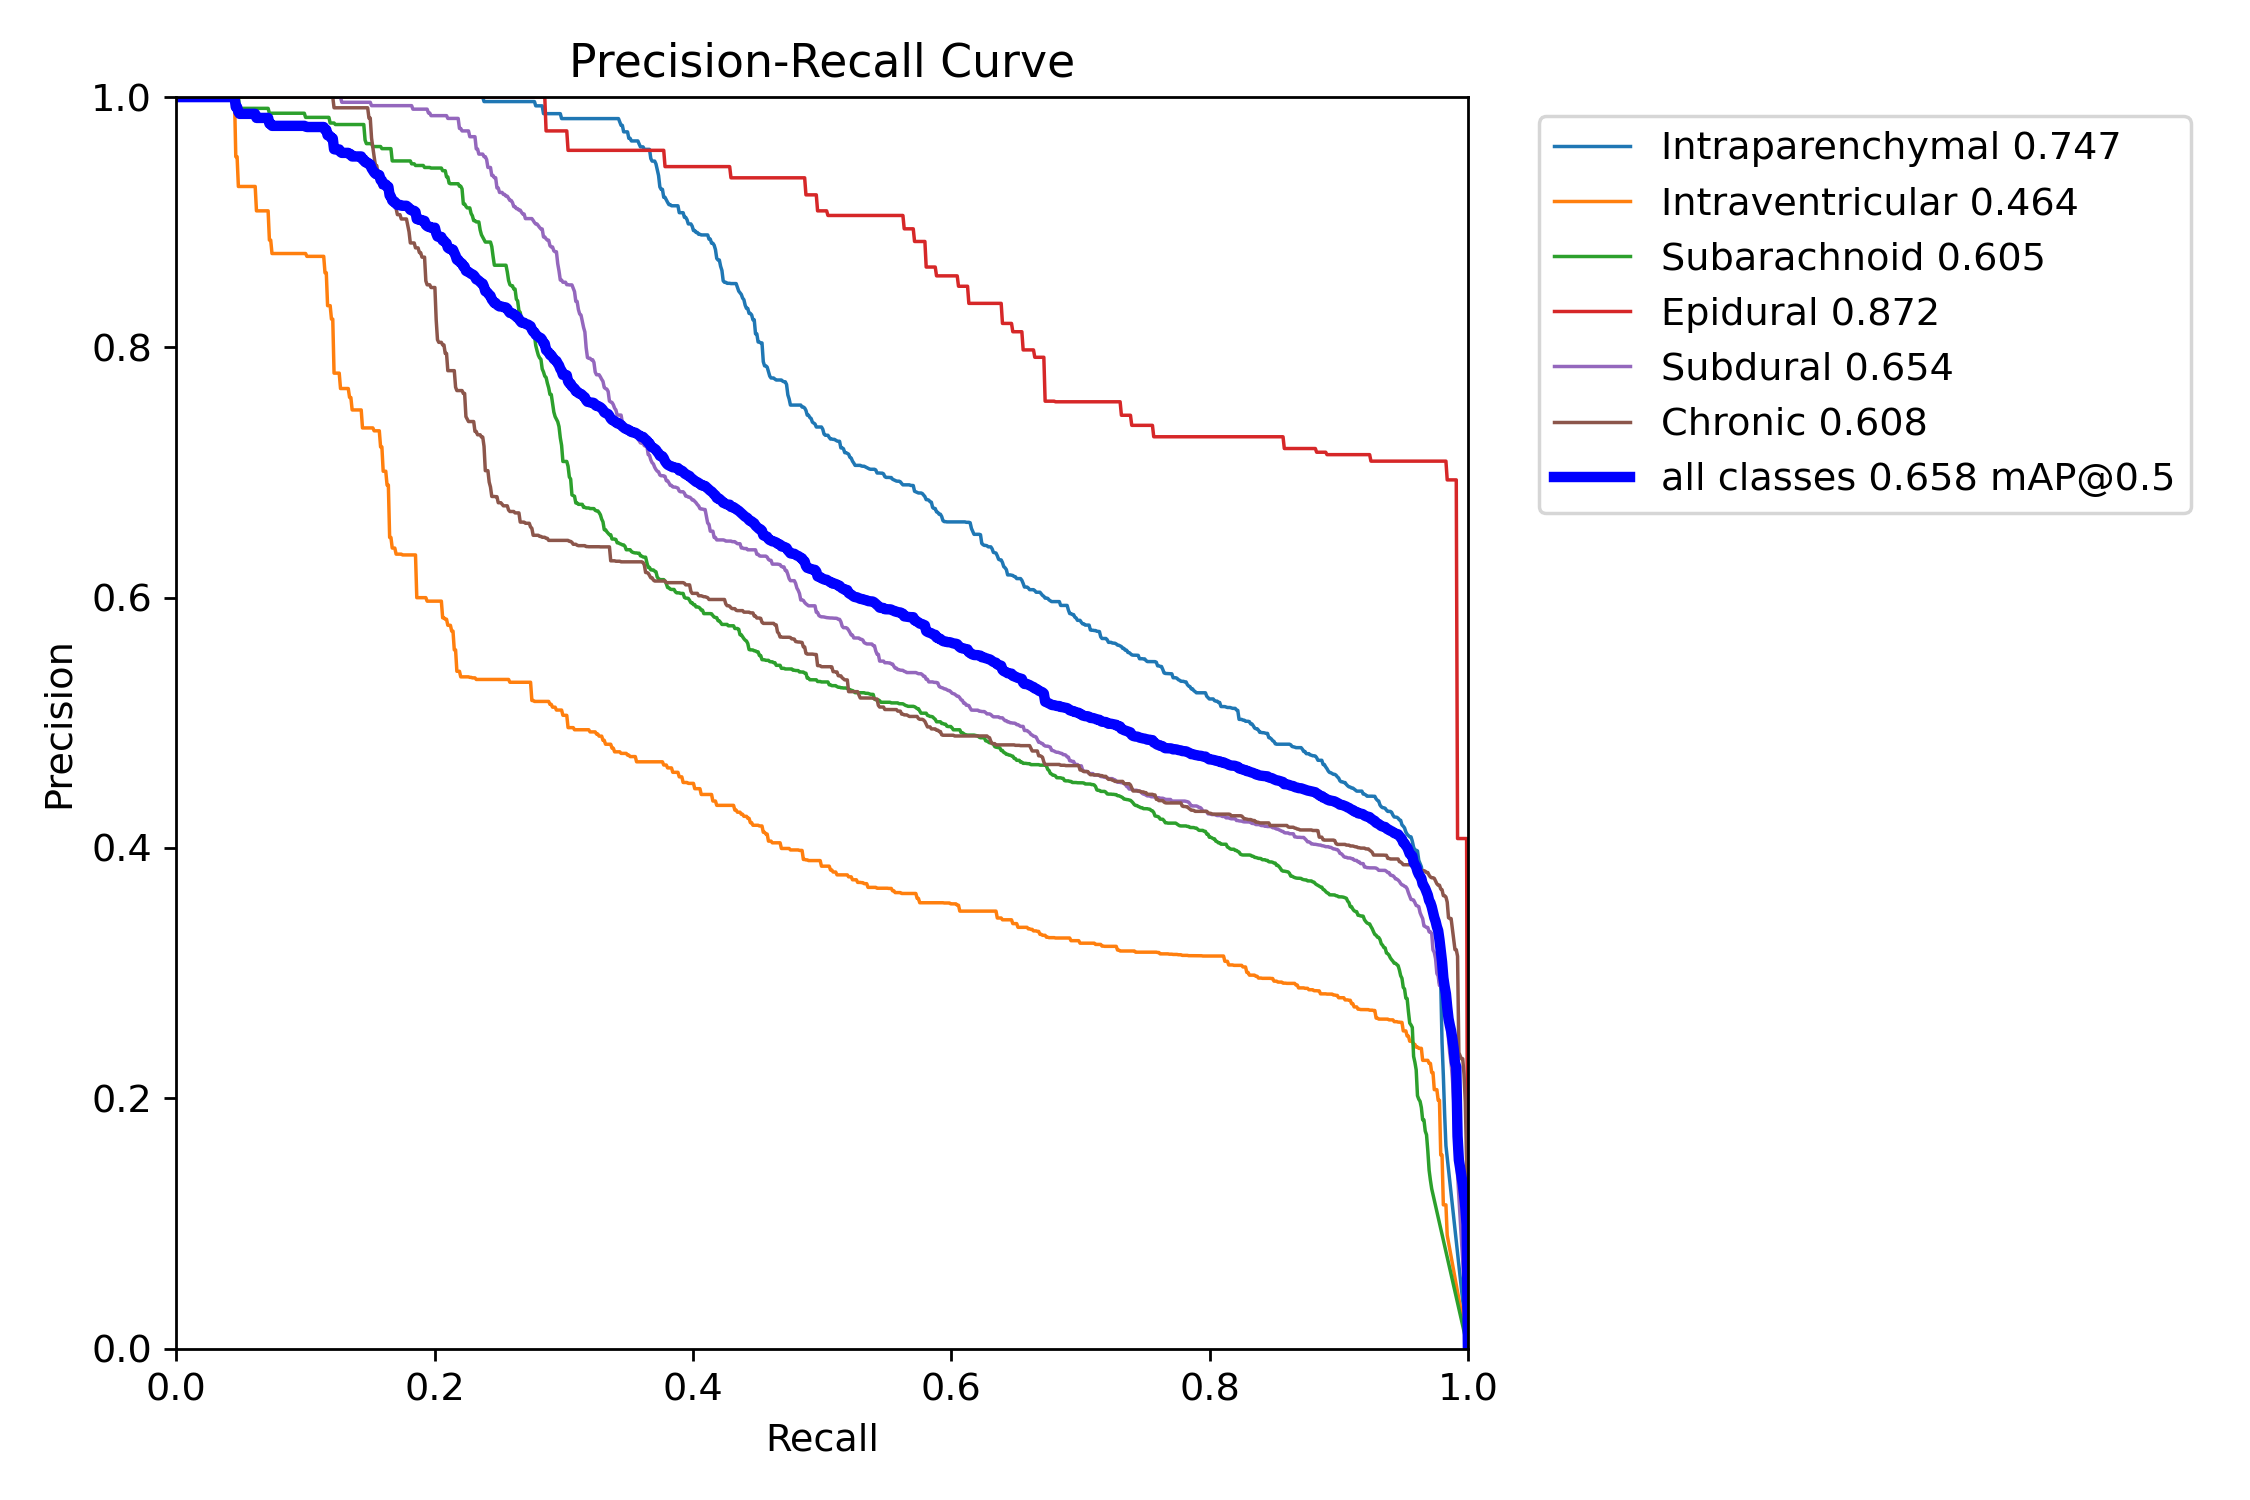 Precision-Recall Curve
1.0
0.8
0.6
0.4
0.2
0.0
Precision
0.0 0.2 0.4 0.6 0.8 1.0
Recall
Intraparenchymal 0.747
Intraventricular 0.464
Subarachnoid 0.605
Epidural 0.872
Subdural 0.654
Chronic 0.608
all classes 0.658 mAP@0.5